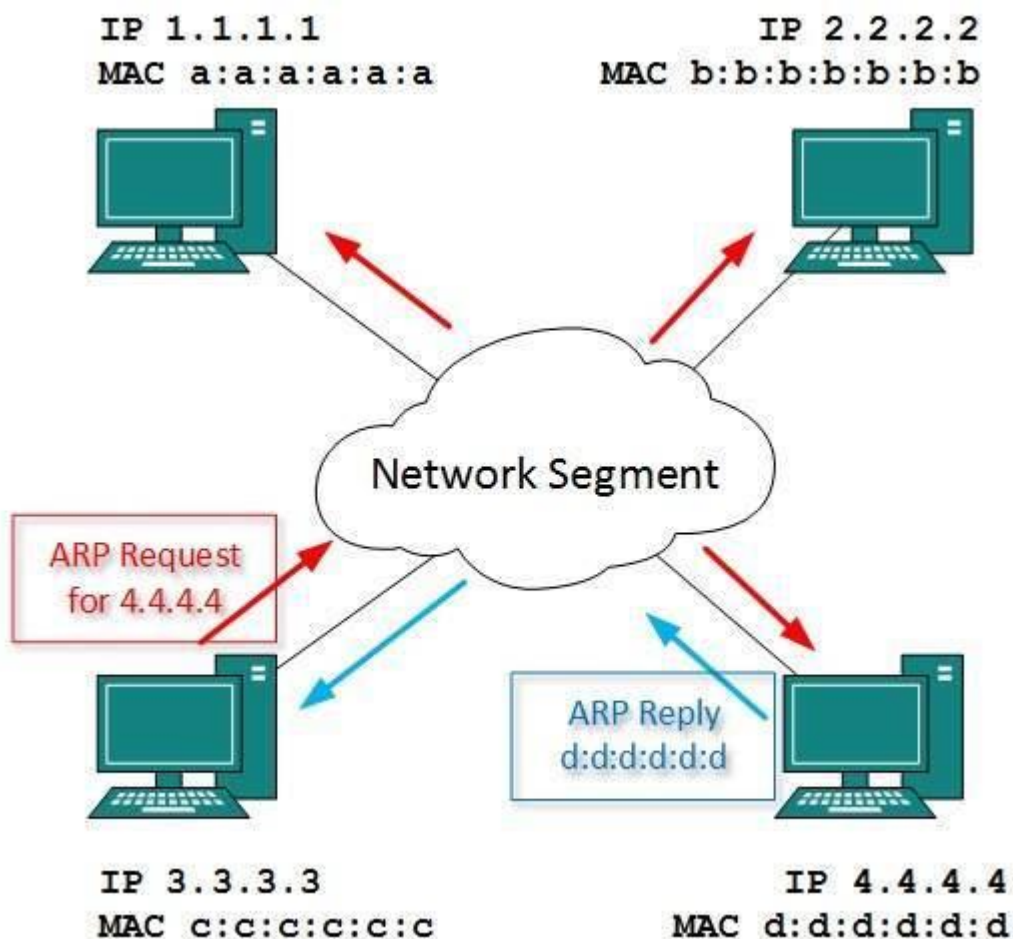 IP 1.1.1.1
MAC a:a:a:a:a:a
IP 2.2.2.2
MAC b:b:b:b:b:b:b
Network Segment
ARP Request
for 4.4.4.4
ARP Reply
d:d:d:d:d:d
IP 3.3.3.3
MAC c:c:c:c:c:c
IP 4.4.4.4
MAC d:d:d:d:d:d